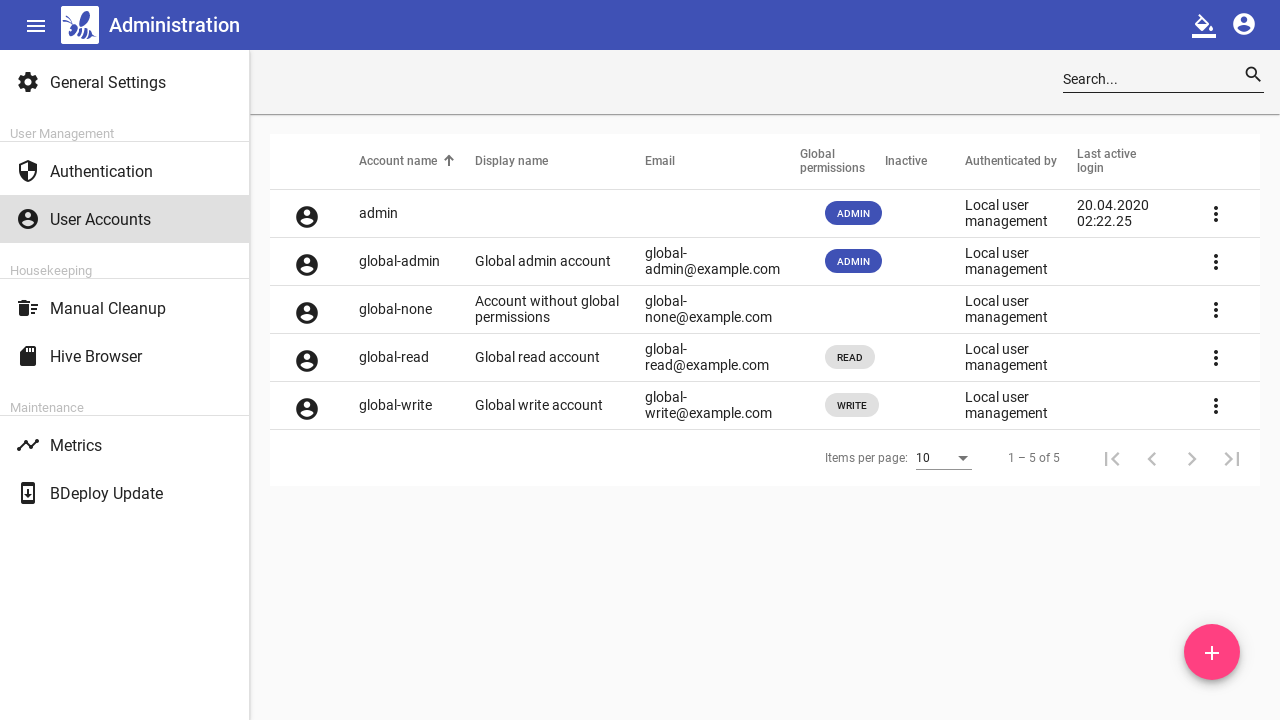 Administration
General Settings
User Management
Authentication
User Accounts
Housekeeping
Manual Cleanup
Hive Browser
Maintenance
Metrics
BDeploy Update
Search...
Account name
Display name
Email
Global
permissions
Inactive
Authenticated by
Last active
login
admin
ADMIN
Local user
management
20.04.2020
02:22.25
global-admin
Global admin account
global-
admin@example.com
ADMIN
Local user
management
global-none
Account without global
permissions
global-
none@example.com
Local user
management
global-read
Global read account
global-
read@example.com
READ
Local user
management
global-write
Global write account
global-
write@example.com
WRITE
Local user
management
Items per page: 10
1 – 5 of 5